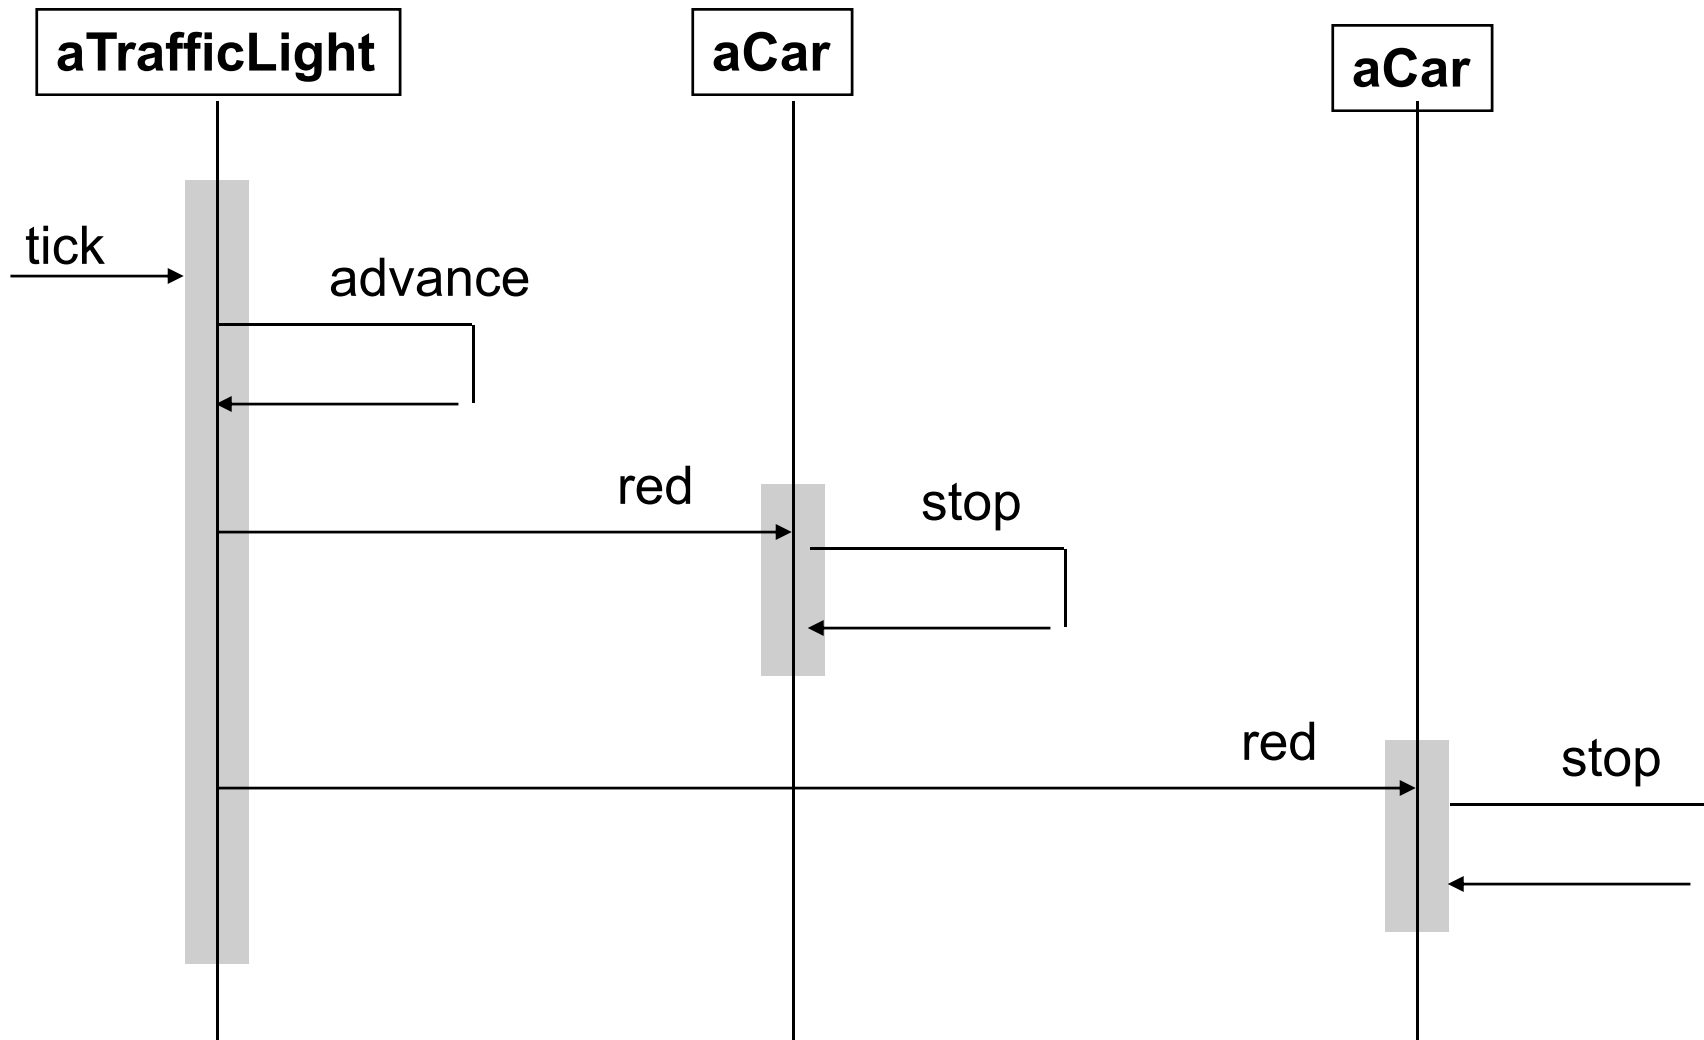 aTrafficLight
aCar
aCar
tick
advance
red
stop
red
stop